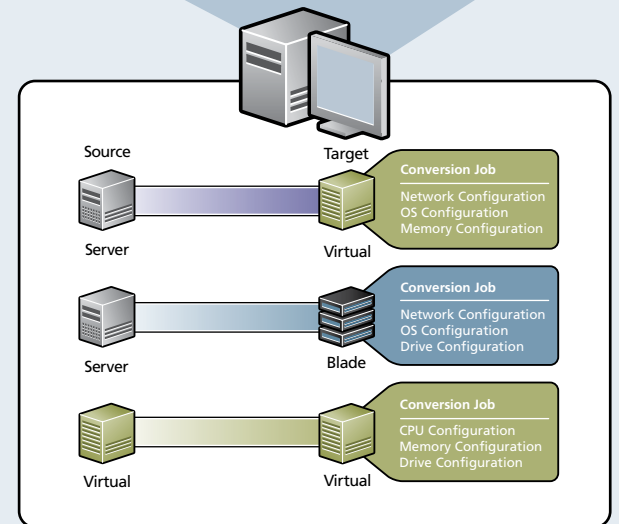 Source
Target
Server
Virtual
Conversion Job
Network Configuration
OS Configuration
Memory Configuration
Server
Blade
Conversion Job
Network Configuration
OS Configuration
Drive Configuration
Virtual
Virtual
Conversion Job
CPU Configuration
Memory Configuration
Drive Configuration